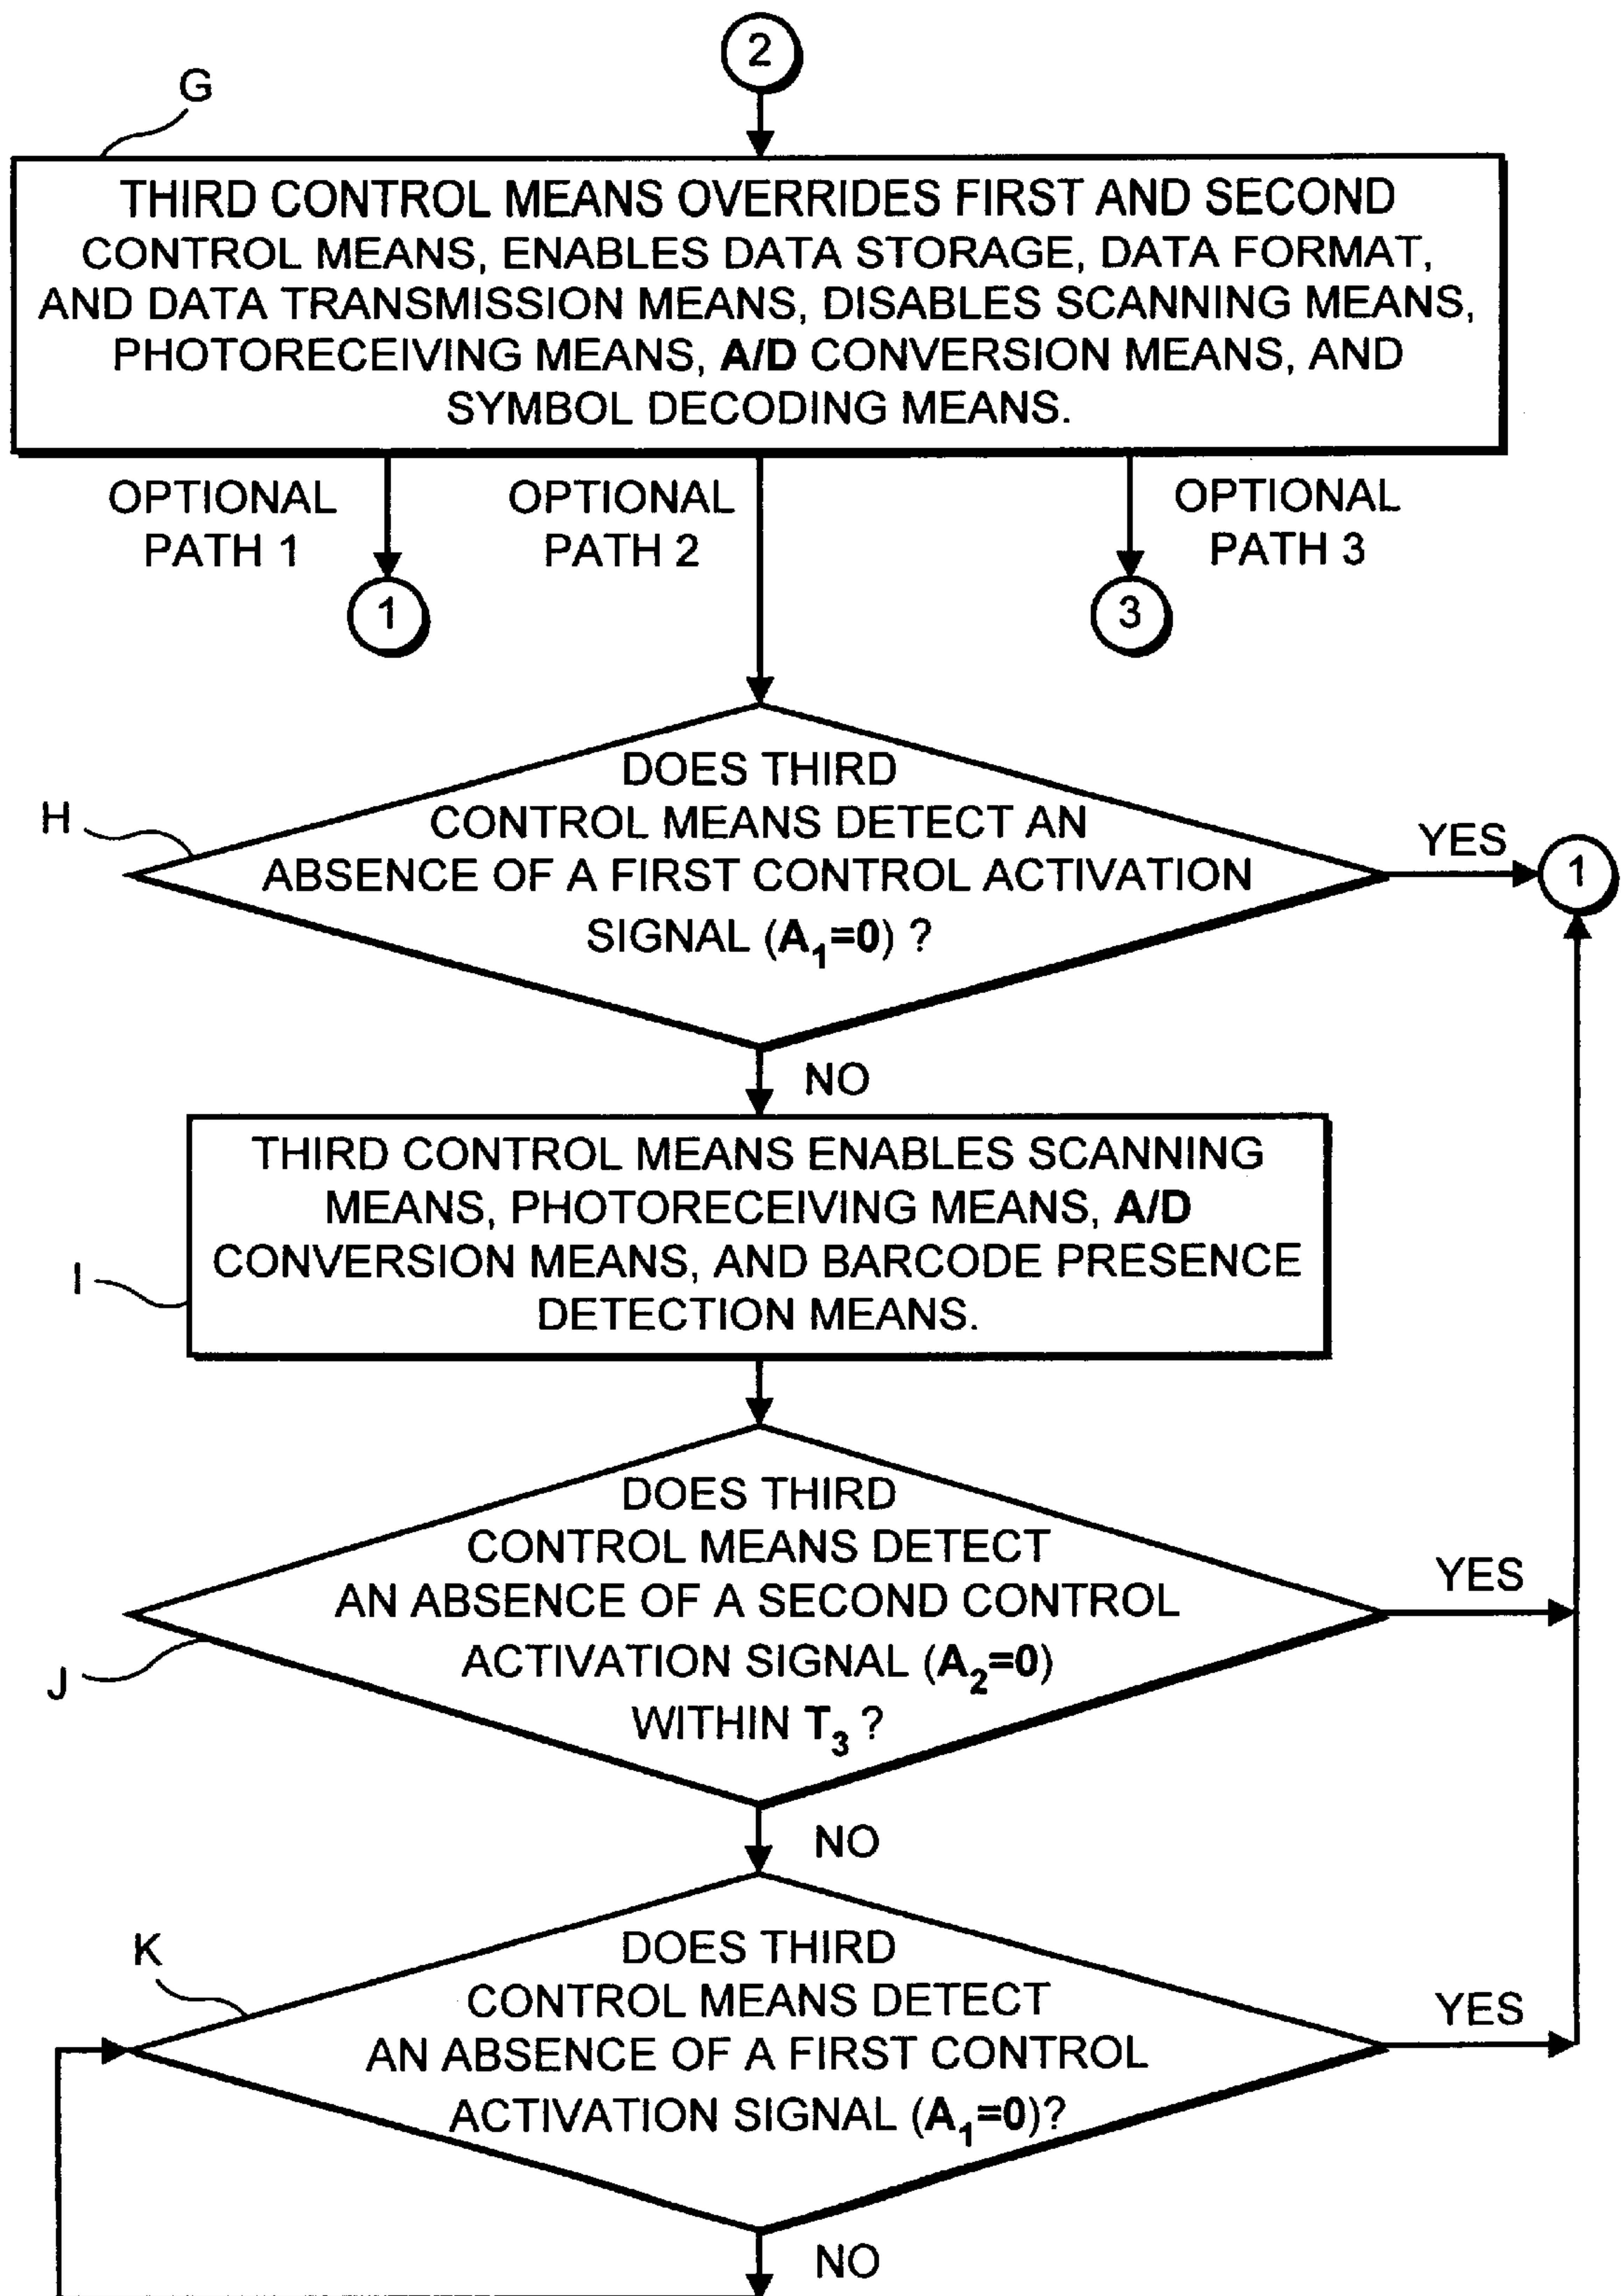 2
G
THIRD CONTROL MEANS OVERRIDES FIRST AND SECOND
CONTROL MEANS, ENABLES DATA STORAGE, DATA FORMAT,
AND DATA TRANSMISSION MEANS, DISABLES SCANNING MEANS,
PHOTORECEIVING MEANS, A/D CONVERSION MEANS, AND
SYMBOL DECODING MEANS.
OPTIONAL
PATH 1
OPTIONAL
PATH 2
OPTIONAL
PATH 3
1
3
H
DOES THIRD
CONTROL MEANS DETECT AN
ABSENCE OF A FIRST CONTROL ACTIVATION
SIGNAL (A₁=0) ?
YES
1
NO
I
THIRD CONTROL MEANS ENABLES SCANNING
MEANS, PHOTORECEIVING MEANS, A/D
CONVERSION MEANS, AND BARCODE PRESENCE
DETECTION MEANS.
J
DOES THIRD
CONTROL MEANS DETECT
AN ABSENCE OF A SECOND CONTROL
ACTIVATION SIGNAL (A₂=0)
WITHIN T₃ ?
YES
NO
K
DOES THIRD
CONTROL MEANS DETECT
AN ABSENCE OF A FIRST CONTROL
ACTIVATION SIGNAL (A₁=0)?
YES
NO